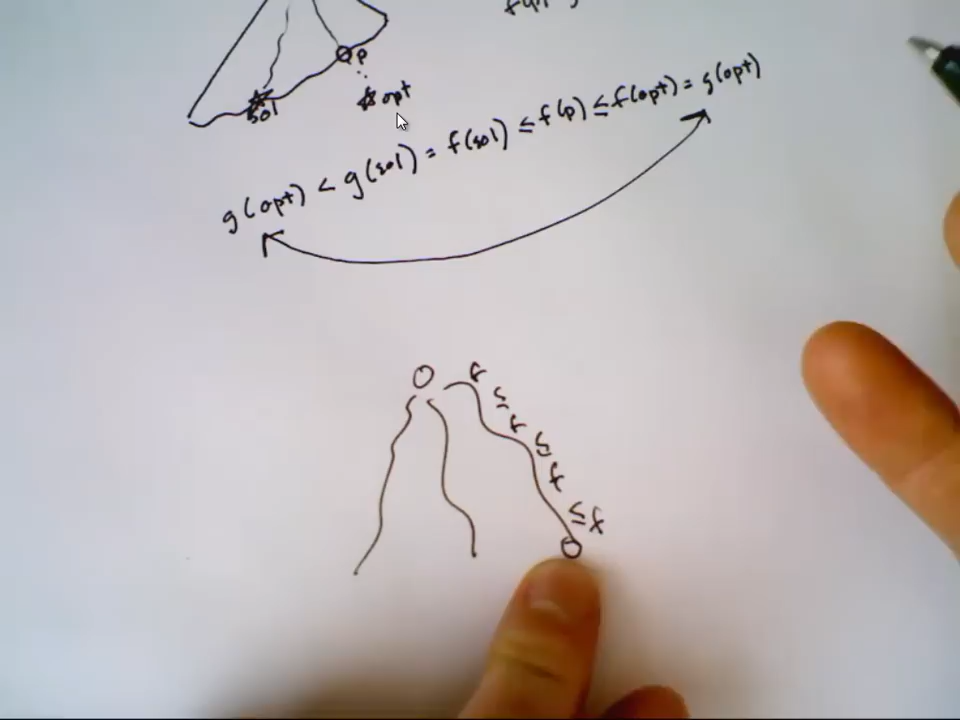 p
sol
opt
g(opt) < g(sol) = f(sol) ≤ f(p) ≤ f(opt) = g(opt)
f
≤
f
≤
f
≤ f